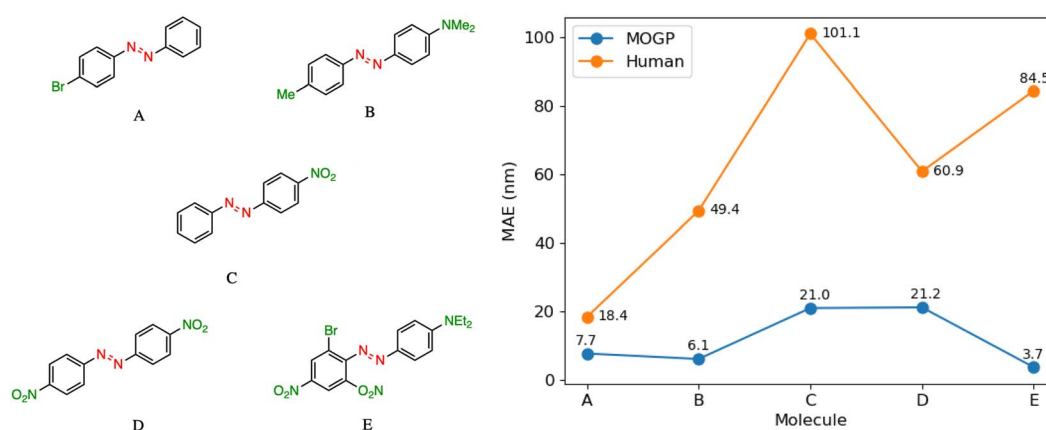 N
N
Br
A
NMe₂
N
N
Me
B
NO₂
N
N
C
NO₂
N
N
O₂N
D
Br
NEt₂
N
N
O₂N
O₂N
E
MOGP
Human
MAE (nm)
100
80
60
40
20
0
101.1
84.5
60.9
49.4
18.4
7.7
6.1
21.0
21.2
3.7
A B C D E
Molecule